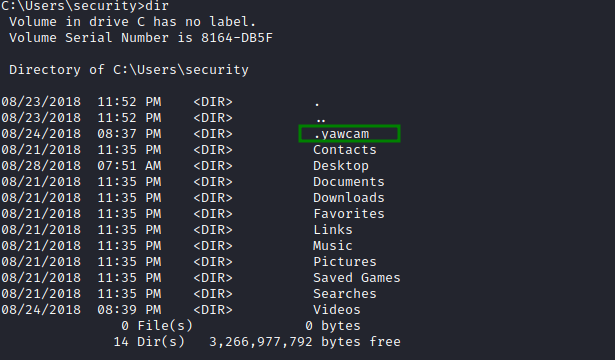 C:\Users\security>dir
 Volume in drive C has no label.
 Volume Serial Number is 8164-DB5F

 Directory of C:\Users\security

08/23/2018  11:52 PM    <DIR>          .
08/23/2018  11:52 PM    <DIR>          ..
08/24/2018  08:37 PM    <DIR>          .yawcam
08/21/2018  11:35 PM    <DIR>          Contacts
08/28/2018  07:51 AM    <DIR>          Desktop
08/21/2018  11:35 PM    <DIR>          Documents
08/21/2018  11:35 PM    <DIR>          Downloads
08/21/2018  11:35 PM    <DIR>          Favorites
08/21/2018  11:35 PM    <DIR>          Links
08/21/2018  11:35 PM    <DIR>          Music
08/21/2018  11:35 PM    <DIR>          Pictures
08/21/2018  11:35 PM    <DIR>          Saved Games
08/21/2018  11:35 PM    <DIR>          Searches
08/24/2018  08:39 PM    <DIR>          Videos
               0 File(s)              0 bytes
              14 Dir(s)   3,266,977,792 bytes free